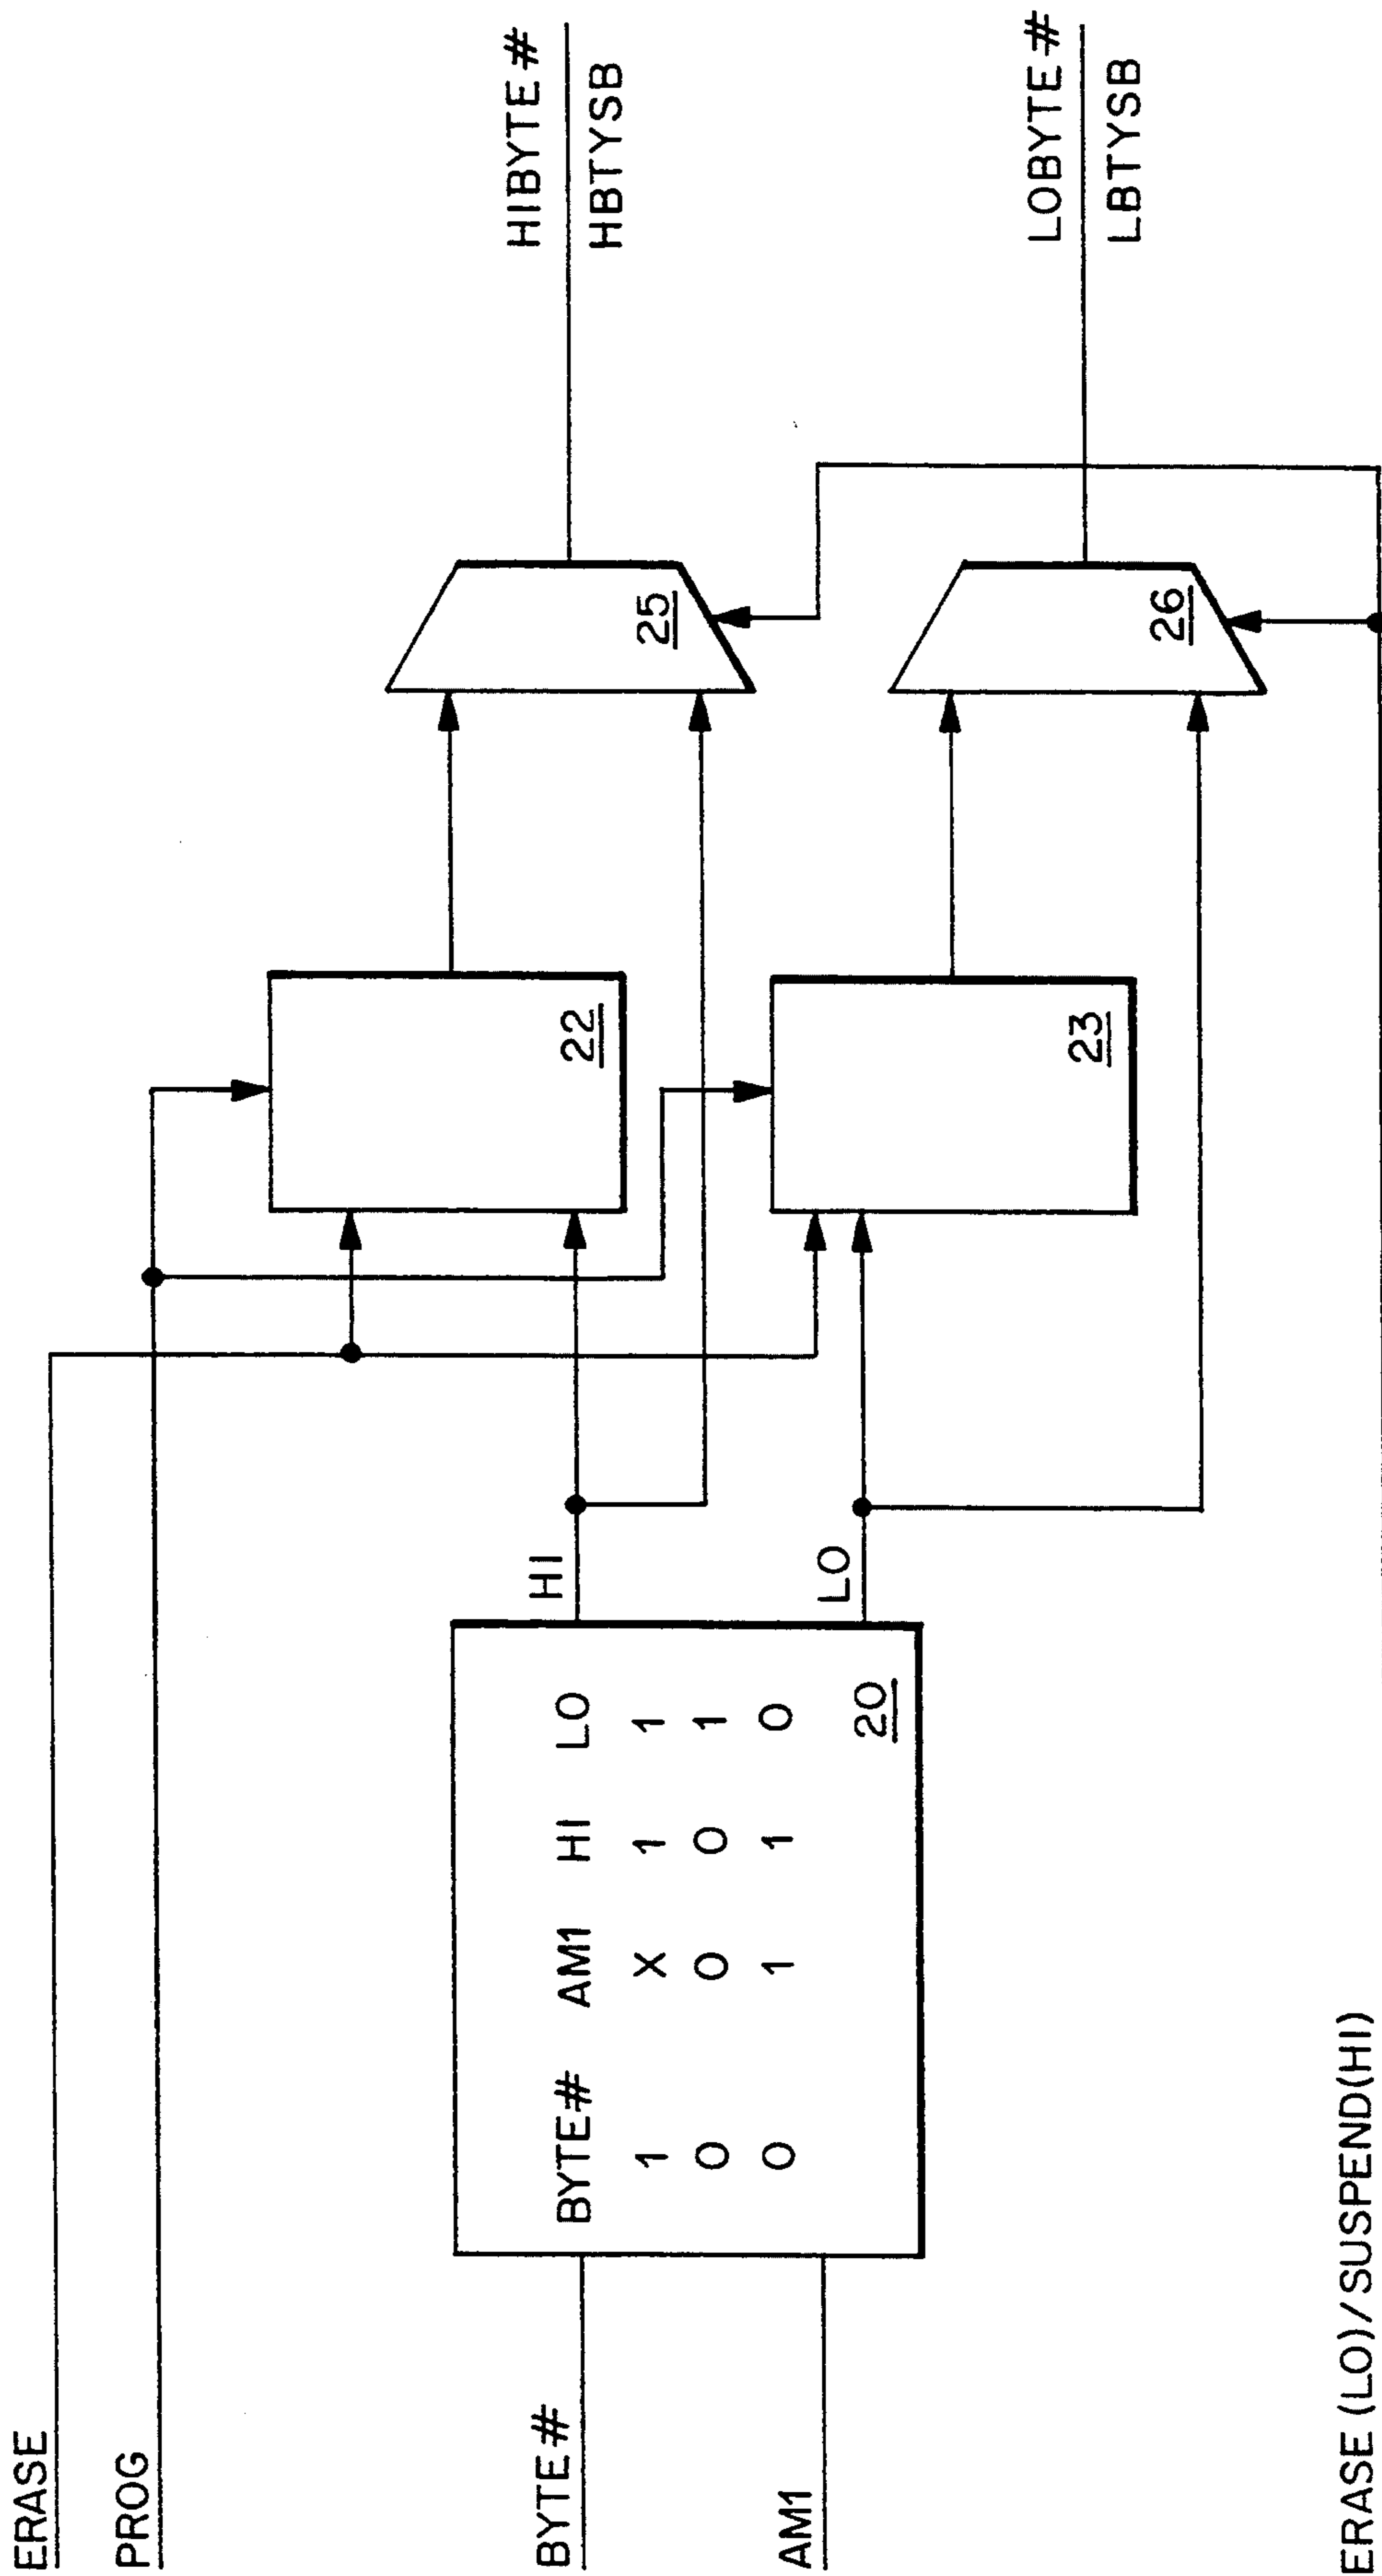 ERASE
PROG
BYTE#
AM1
BYTE# AM1 HI LO
1 X 1 1
0 0 0 1
0 1 1 0
20
HI
LO
22
23
25
26
HIBYTE#
HBTYSB
LOBYTE#
LBTYSB
ERASE (LO)/SUSPEND(HI)